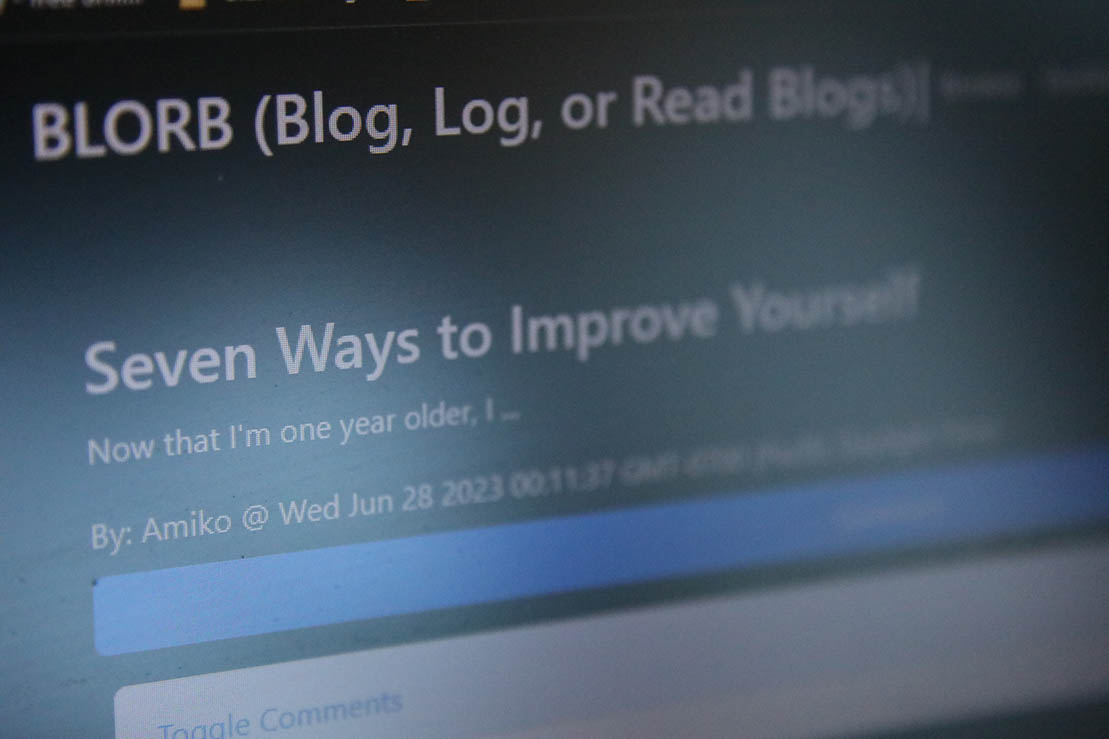 BLORB (Blog, Log, or Read Blogs)|
Seven Ways to Improve Yourself
Now that I'm one year older, I ...
By: Amiko @ Wed Jun 28 2023 00:11:37 GMT
Toggle Comments